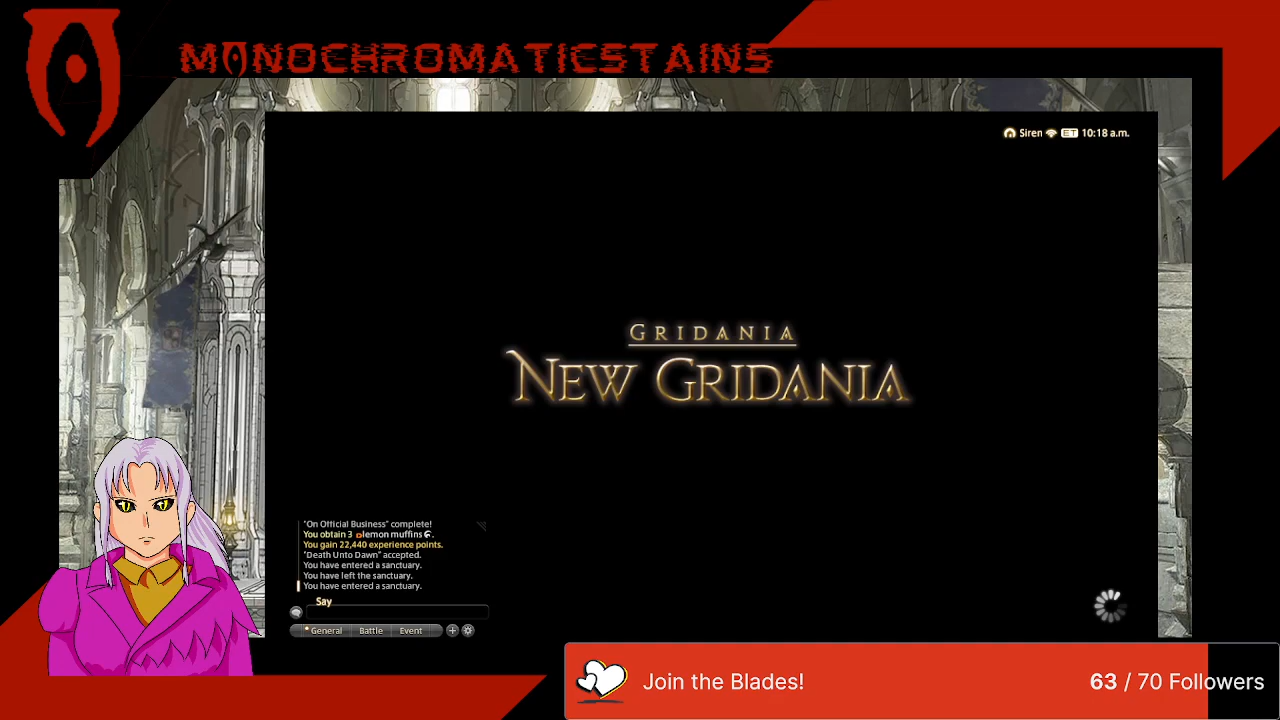 MONOCHROMATICSTAINS
Siren ET 10:18 a.m.
GRIDANIA
NEW GRIDANIA
"On Official Business" complete!
You obtain 3 lemon muffins.
You gain 22,440 experience points.
"Death Unto Dawn" accepted.
You have entered a sanctuary.
You have left the sanctuary.
You have entered a sanctuary.
Say
General Battle Event
Join the Blades! 63 / 70 Followers